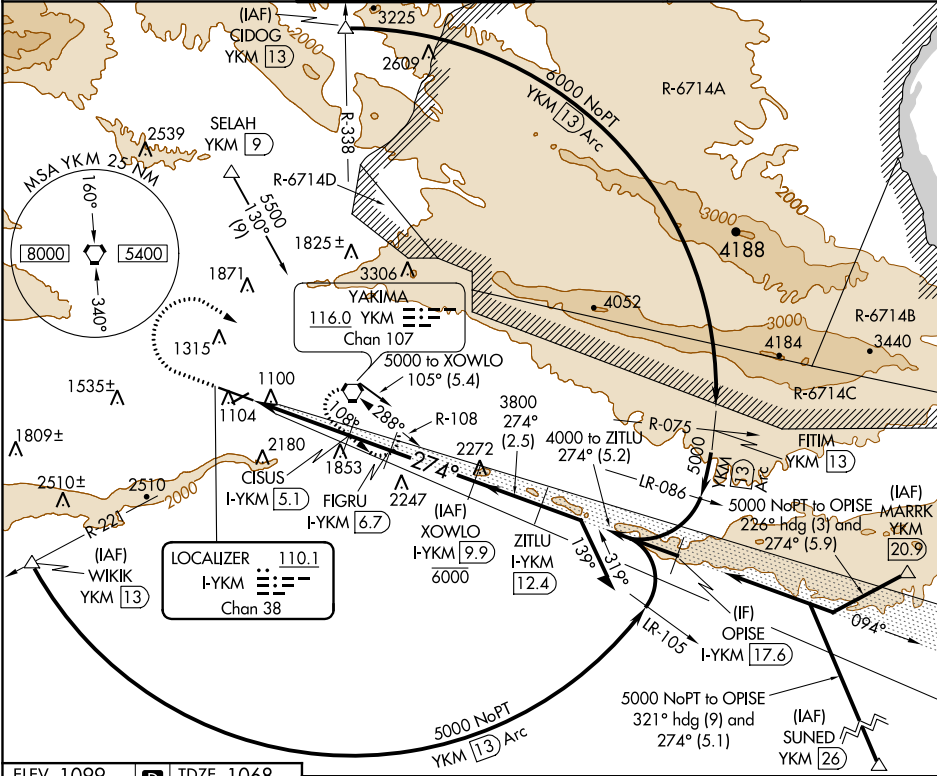 (IAF)
CIDOG
YKM 13
3225
2000
2609
R-338
6000 NoPT
YKM 13 Arc
R-6714A
2539
SELAH
YKM 9
MSA YKM 25 NM
160°
8000
5400
340°
5500
130°
(9)
R-6714D
2000
3000
4188
1825 ±
1871
3306
YAKIMA
116.0 YKM
Chan 107
4052
3000
R-6714B
4184
3440
R-6714C
1315
5000 to XOWLO
105° (5.4)
1535 ±
1104
1100
108°
288°
R-108
3800
274°
(2.5)
4000 to ZITLU
274° (5.2)
R-075
5000
YKM 13 Arc
FITIM
YKM 13
LR-086
1809 ±
2180
1853
274°
2272
2510 ±
2510
2000
R-221
CISUS
I-YKM 5.1
FIGRU
I-YKM 6.7
2247
(IAF)
XOWLO
I-YKM 9.9
6000
ZITLU
I-YKM
12.4
5000 NoPT to OPISE
226° hdg (3) and
274° (5.9)
(IAF)
MARRK
YKM
20.9
(IAF)
WIKIK
YKM 13
LOCALIZER 110.1
I-YKM
Chan 38
139°
319°
LR-105
(IF)
OPISE
I-YKM 17.6
094°
5000 NoPT
YKM 13 Arc
5000 NoPT to OPISE
321° hdg (9) and
274° (5.1)
(IAF)
SUNED
YKM 26
ELEV 1099
D
TDZE 1068